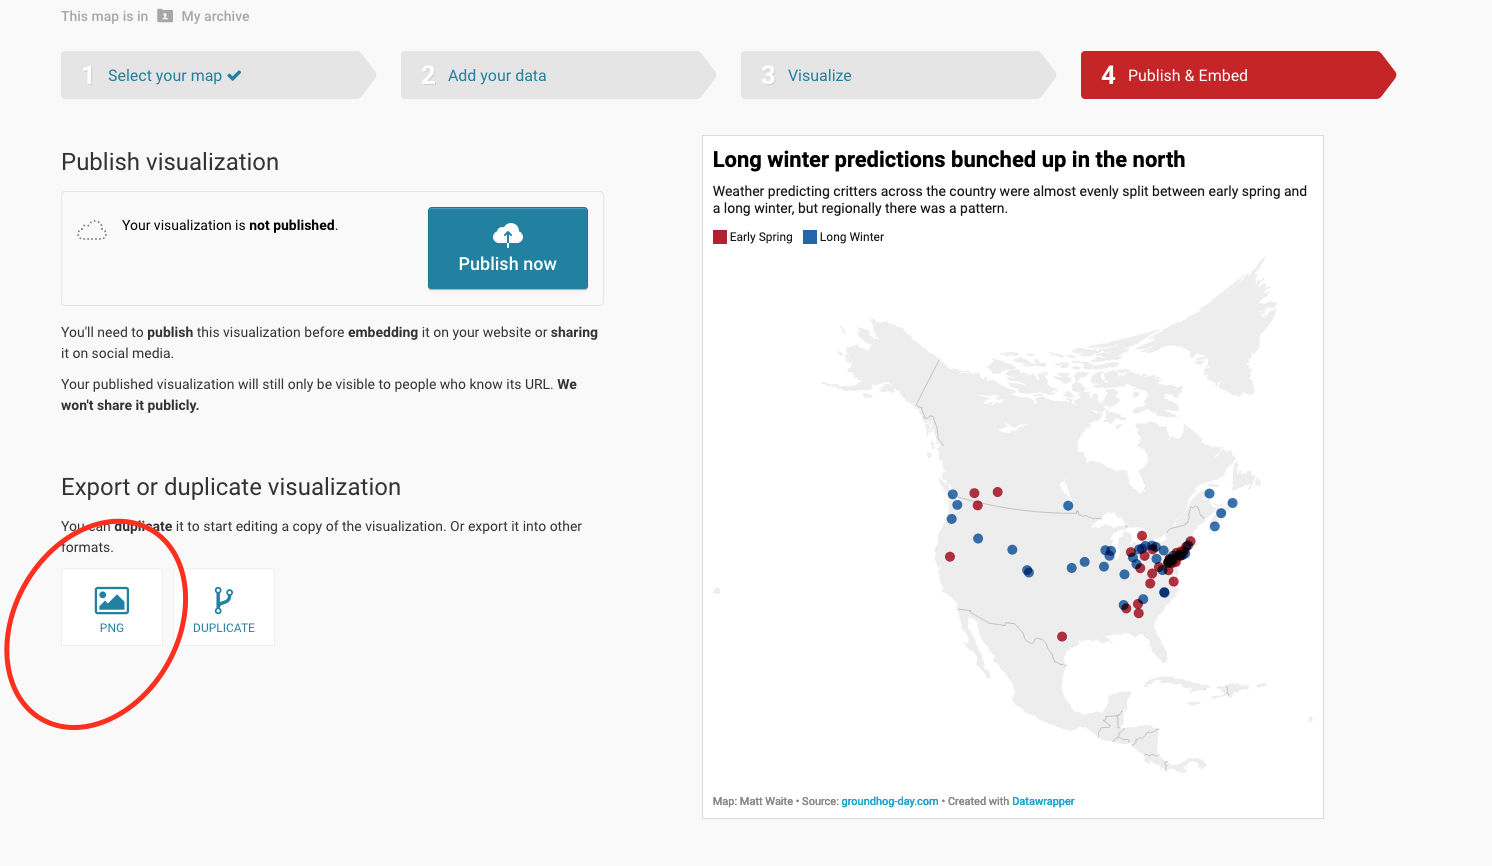 This map is in My archive
1 Select your map
2 Add your data
3 Visualize
4 Publish & Embed
Publish visualization
Your visualization is not published.
Publish now
You'll need to publish this visualization before embedding it on your website or sharing
it on social media.
Your published visualization will still only be visible to people who know its URL. We
won't share it publicly.
Export or duplicate visualization
You can duplicate it to start editing a copy of the visualization. Or export it into other
formats.
PNG
DUPLICATE
Long winter predictions bunched up in the north
Weather predicting critters across the country were almost evenly split between early spring and
a long winter, but regionally there was a pattern.
Early Spring Long Winter
Map: Matt Waite • Source: groundhog-day.com • Created with Datawrapper